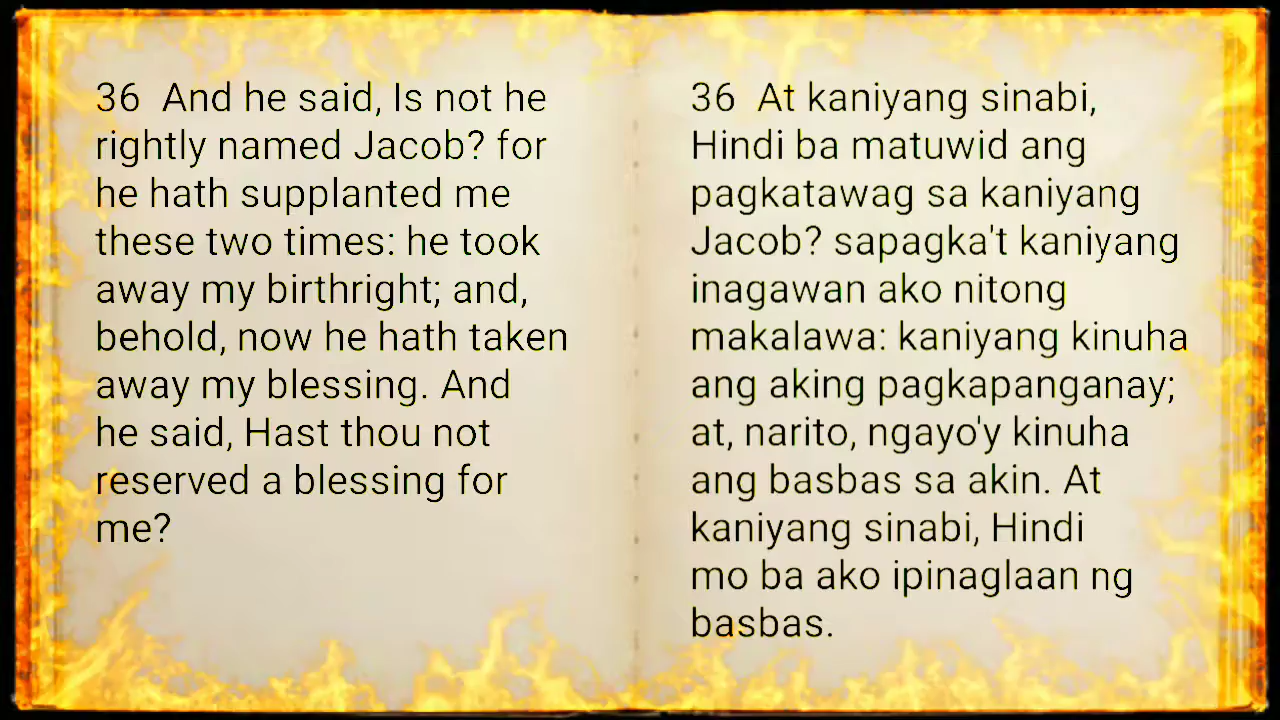 36  And he said, Is not he
rightly named Jacob? for
he hath supplanted me
these two times: he took
away my birthright; and,
behold, now he hath taken
away my blessing. And
he said, Hast thou not
reserved a blessing for
me?
36  At kaniyang sinabi,
Hindi ba matuwid ang
pagkatawag sa kaniyang
Jacob? sapagka't kaniyang
inagawan ako nitong
makalawa: kaniyang kinuha
ang aking pagkapanganay;
at, narito, ngayo'y kinuha
ang basbas sa akin. At
kaniyang sinabi, Hindi
mo ba ako ipinaglaan ng
basbas.